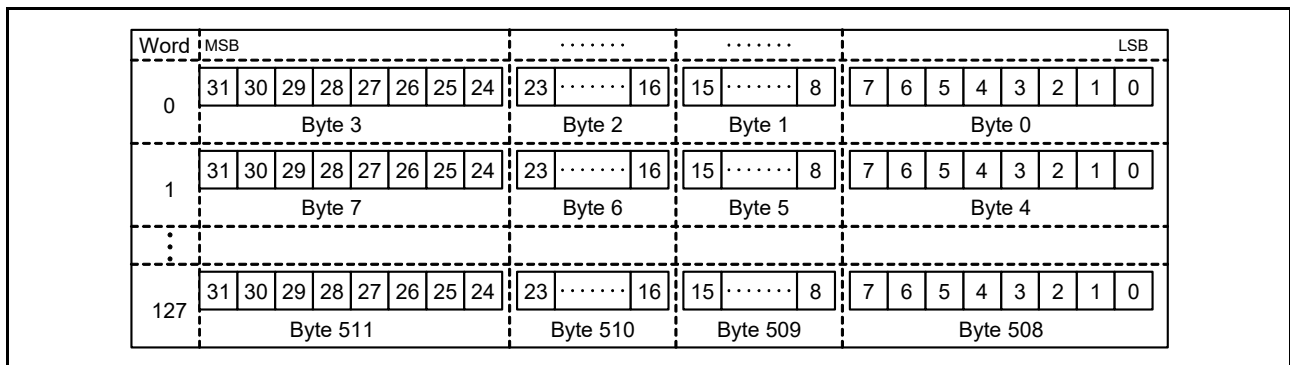 Word MSB ······· ······· LSB
0 31 30 29 28 27 26 25 24 23 ······· 16 15 ······· 8 7 6 5 4 3 2 1 0
Byte 3 Byte 2 Byte 1 Byte 0
1 31 30 29 28 27 26 25 24 23 ······· 16 15 ······· 8 7 6 5 4 3 2 1 0
Byte 7 Byte 6 Byte 5 Byte 4
⋮
127 31 30 29 28 27 26 25 24 23 ······· 16 15 ······· 8 7 6 5 4 3 2 1 0
Byte 511 Byte 510 Byte 509 Byte 508